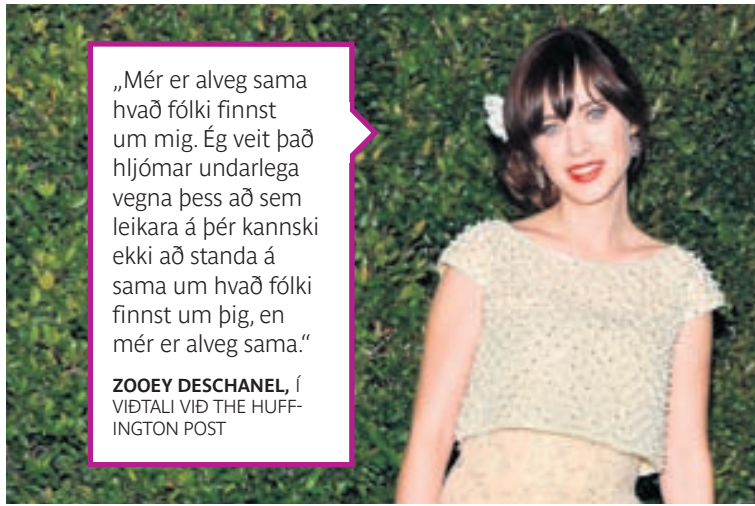 „Mér er alveg sama
hvað fólki finnst
um mig. Ég veit það
hljómar undarlega
vegna þess að sem
leikara á þér kannski
ekki að standa á
sama um hvað fólki
finnst um þig, en
mér er alveg sama.“
ZOOEY DESCHANEL, Í
VIÐTALI VIÐ THE HUFF-
INGTON POST